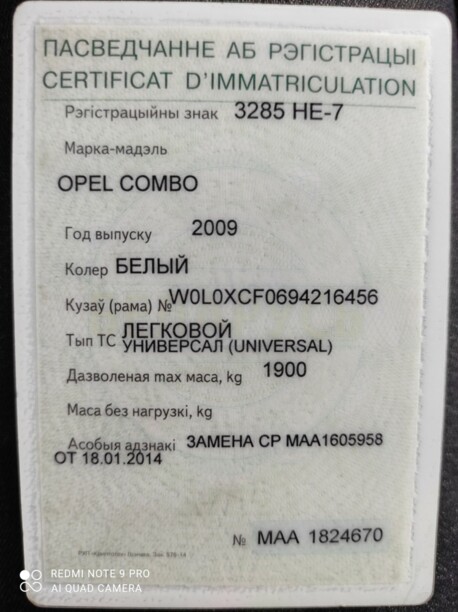 ПАСВЕДЧАННЕ АБ РЭГІСТРАЦЫІ
CERTIFICAT D'IMMATRICULATION
Рэгістрацыйны знак 3285 НЕ-7
Марка-мадэль
OPEL COMBO
Год выпуску 2009
Колер БЕЛЫЙ
Кузаў (рама) № W0L0XCF0694216456
Тып ТС ЛЕГКОВОЙ
УНИВЕРСАЛ (UNIVERSAL)
Дазволеная max маса, kg 1900
Маса без нагрузкі, kg
Асобыя адзнакі ЗАМЕНА СР МАА1605958
ОТ 18.01.2014
№ МАА 1824670
REDMI NOTE 9 PRO
AI QUAD CAMERA